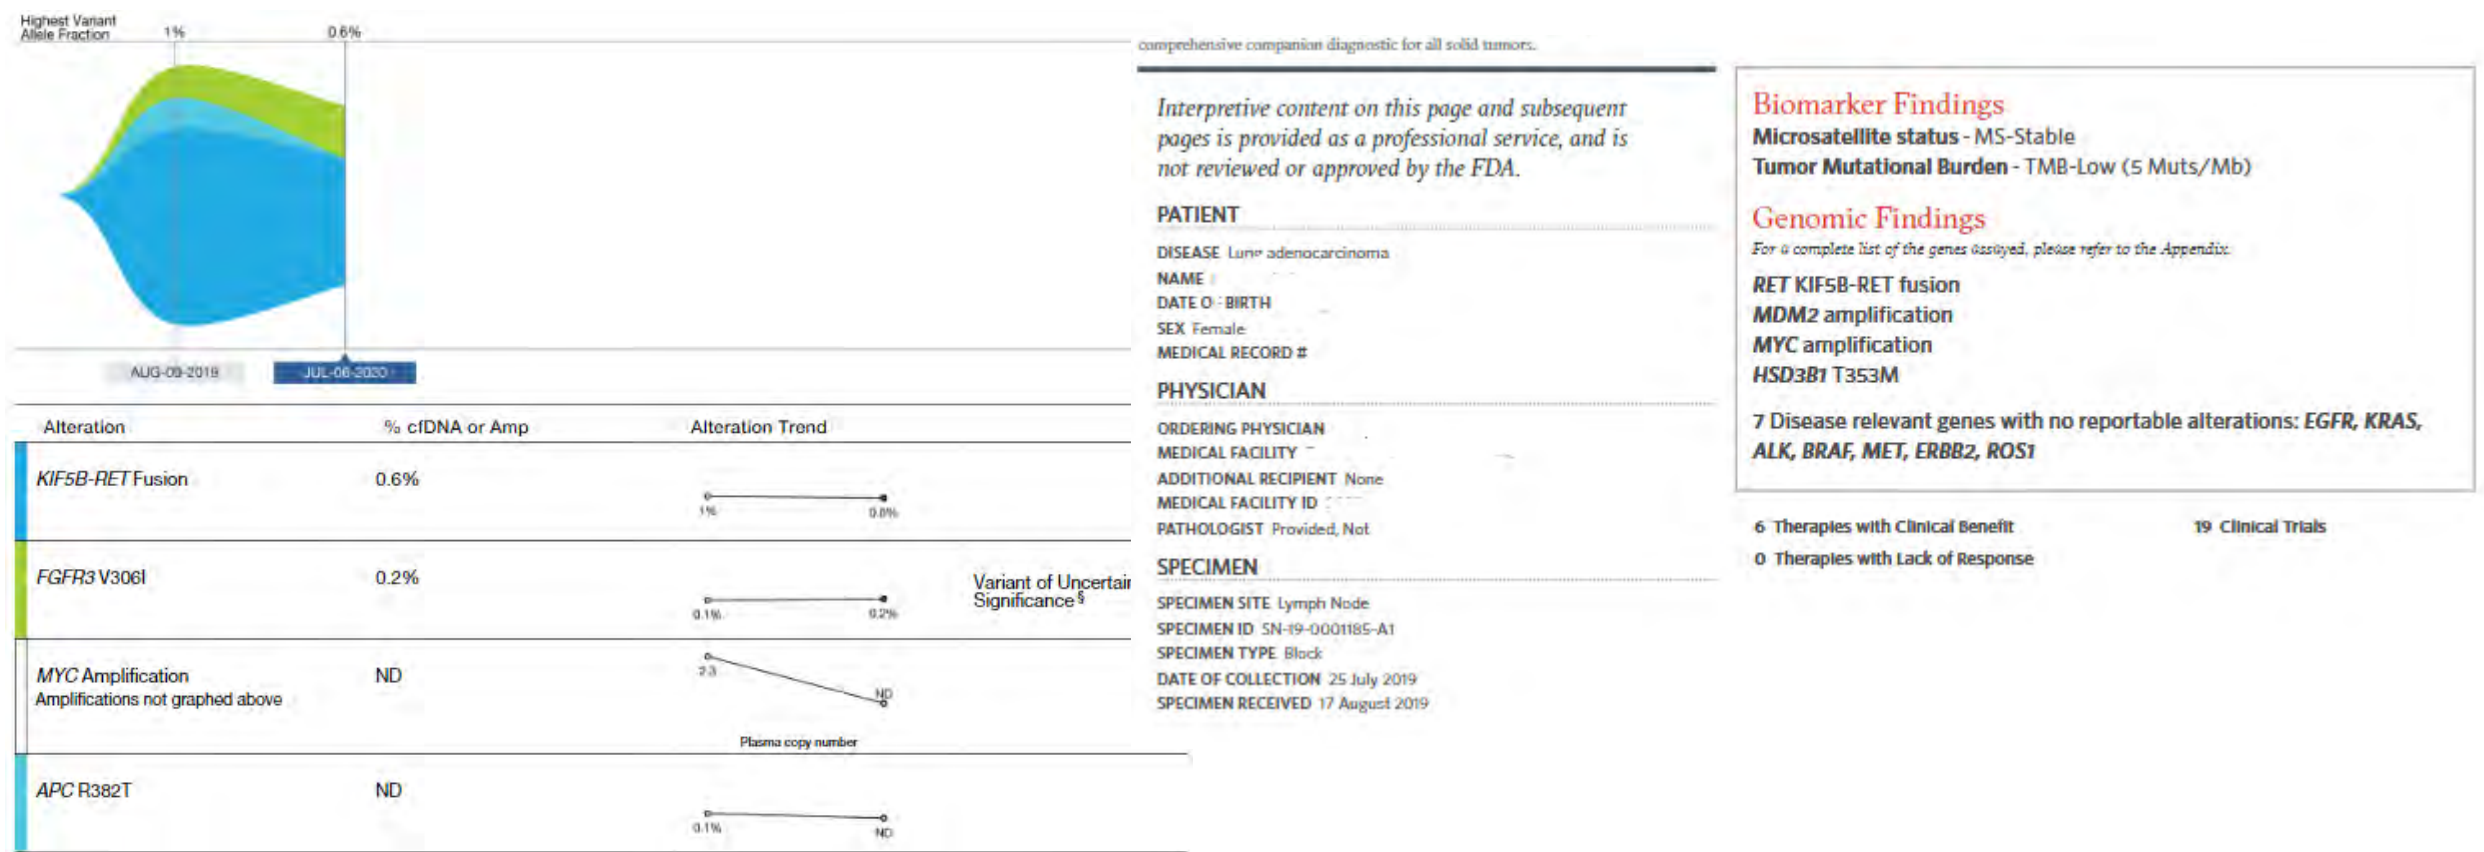 Highest Variant
Allele Fraction
1%
0.6%
AUG-09-2019
JUL-06-2020
Alteration
% cfDNA or Amp
Alteration Trend
KIF5B-RET Fusion
0.6%
1%
FGFR3 V306I
0.2%
0.1%
0.2%
Variant of Uncertain
Significance §
MYC Amplification
Amplifications not graphed above
ND
2.3
ND
Plasma copy number
APC R382T
ND
0.1%
ND
comprehensive companion diagnostic for all solid tumors.
Interpretive content on this page and subsequent
pages is provided as a professional service, and is
not reviewed or approved by the FDA.
PATIENT
DISEASE Lung adenocarcinoma
NAME
DATE OF BIRTH
SEX Female
MEDICAL RECORD #
PHYSICIAN
ORDERING PHYSICIAN
MEDICAL FACILITY
ADDITIONAL RECIPIENT None
MEDICAL FACILITY ID
PATHOLOGIST Provided, Not
SPECIMEN
SPECIMEN SITE Lymph Node
SPECIMEN ID SN-19-0001185-A1
SPECIMEN TYPE Block
DATE OF COLLECTION 25 July 2019
SPECIMEN RECEIVED 17 August 2019
Biomarker Findings
Microsatellite status - MS-Stable
Tumor Mutational Burden - TMB-Low (5 Muts/Mb)
Genomic Findings
For a complete list of the genes assayed, please refer to the Appendix.
RET KIF5B-RET fusion
MDM2 amplification
MYC amplification
HSD3B1 T353M
7 Disease relevant genes with no reportable alterations: EGFR, KRAS,
ALK, BRAF, MET, ERBB2, ROS1
6 Therapies with Clinical Benefit
19 Clinical Trials
0 Therapies with Lack of Response